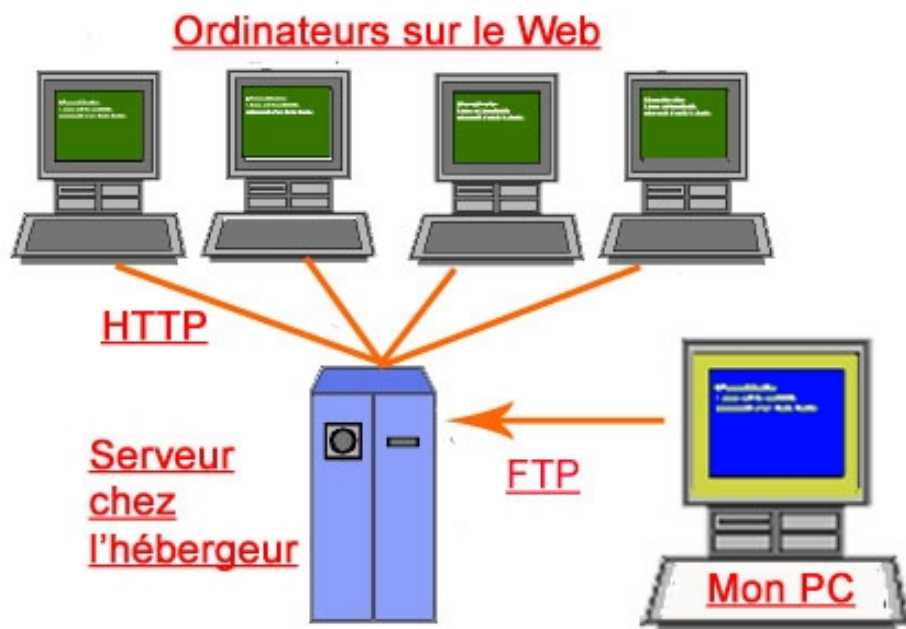 Ordinateurs sur le Web
HTTP
Serveur
chez
l'hébergeur
FTP
Mon PC